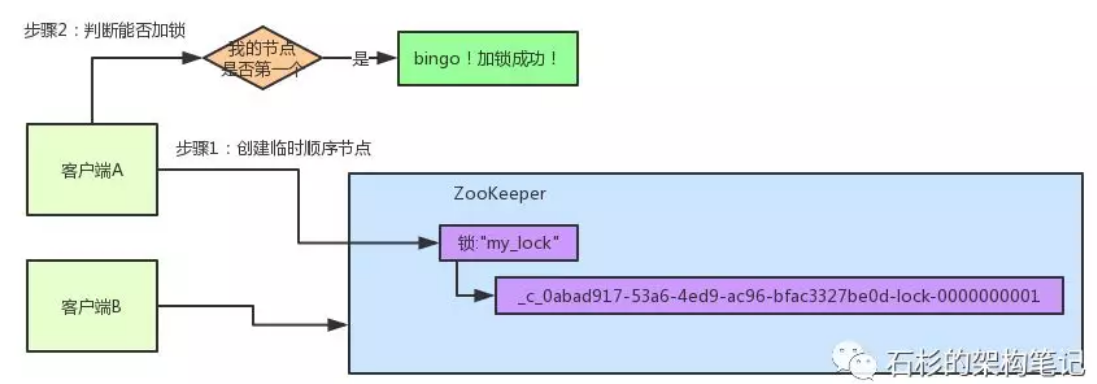 步骤2：判断能否加锁
我的节点
是否第一个
是
bingo！加锁成功！
客户端A
步骤1：创建临时顺序节点
ZooKeeper
锁:"my_lock"
_c_0abad917-53a6-4ed9-ac96-bfac3327be0d-lock-0000000001
客户端B
石杉的架构笔记